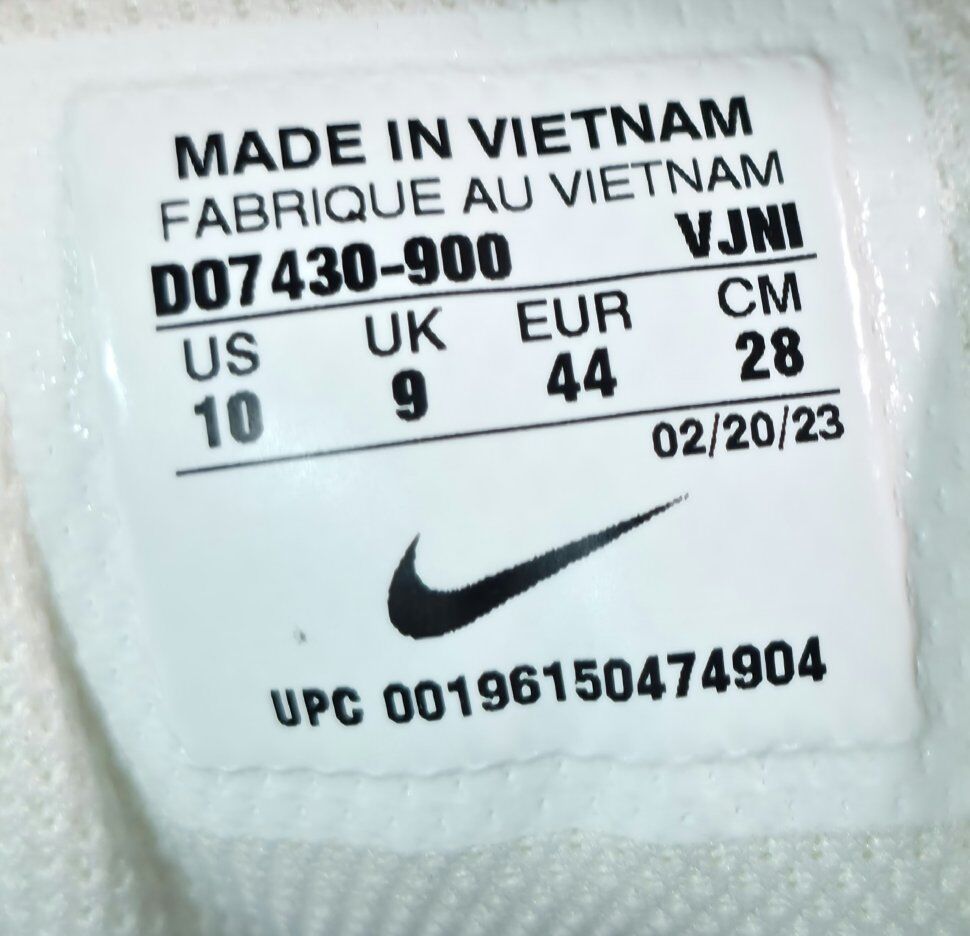 MADE IN VIETNAM
FABRIQUE AU VIETNAM
DO7430-900 VJNI
US UK EUR CM
10 9 44 28
02/20/23
UPC 00196150474904